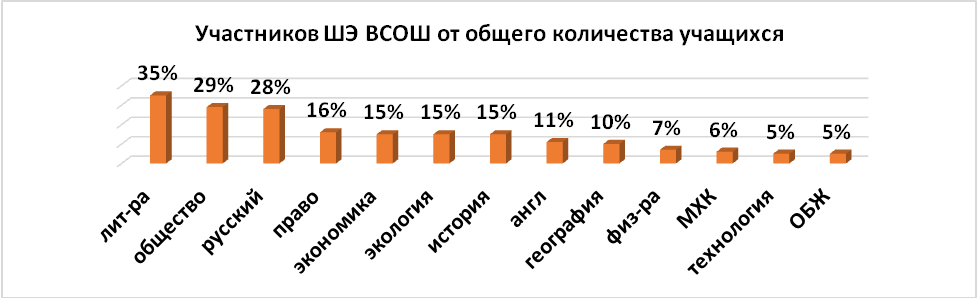 Участников ШЭ ВСОШ от общего количества учащихся
35% 29% 28% 16% 15% 15% 15% 11% 10% 7% 6% 5% 5%
лит-ра общество русский право экономика экология история англ география физ-ра МХК технология ОБЖ